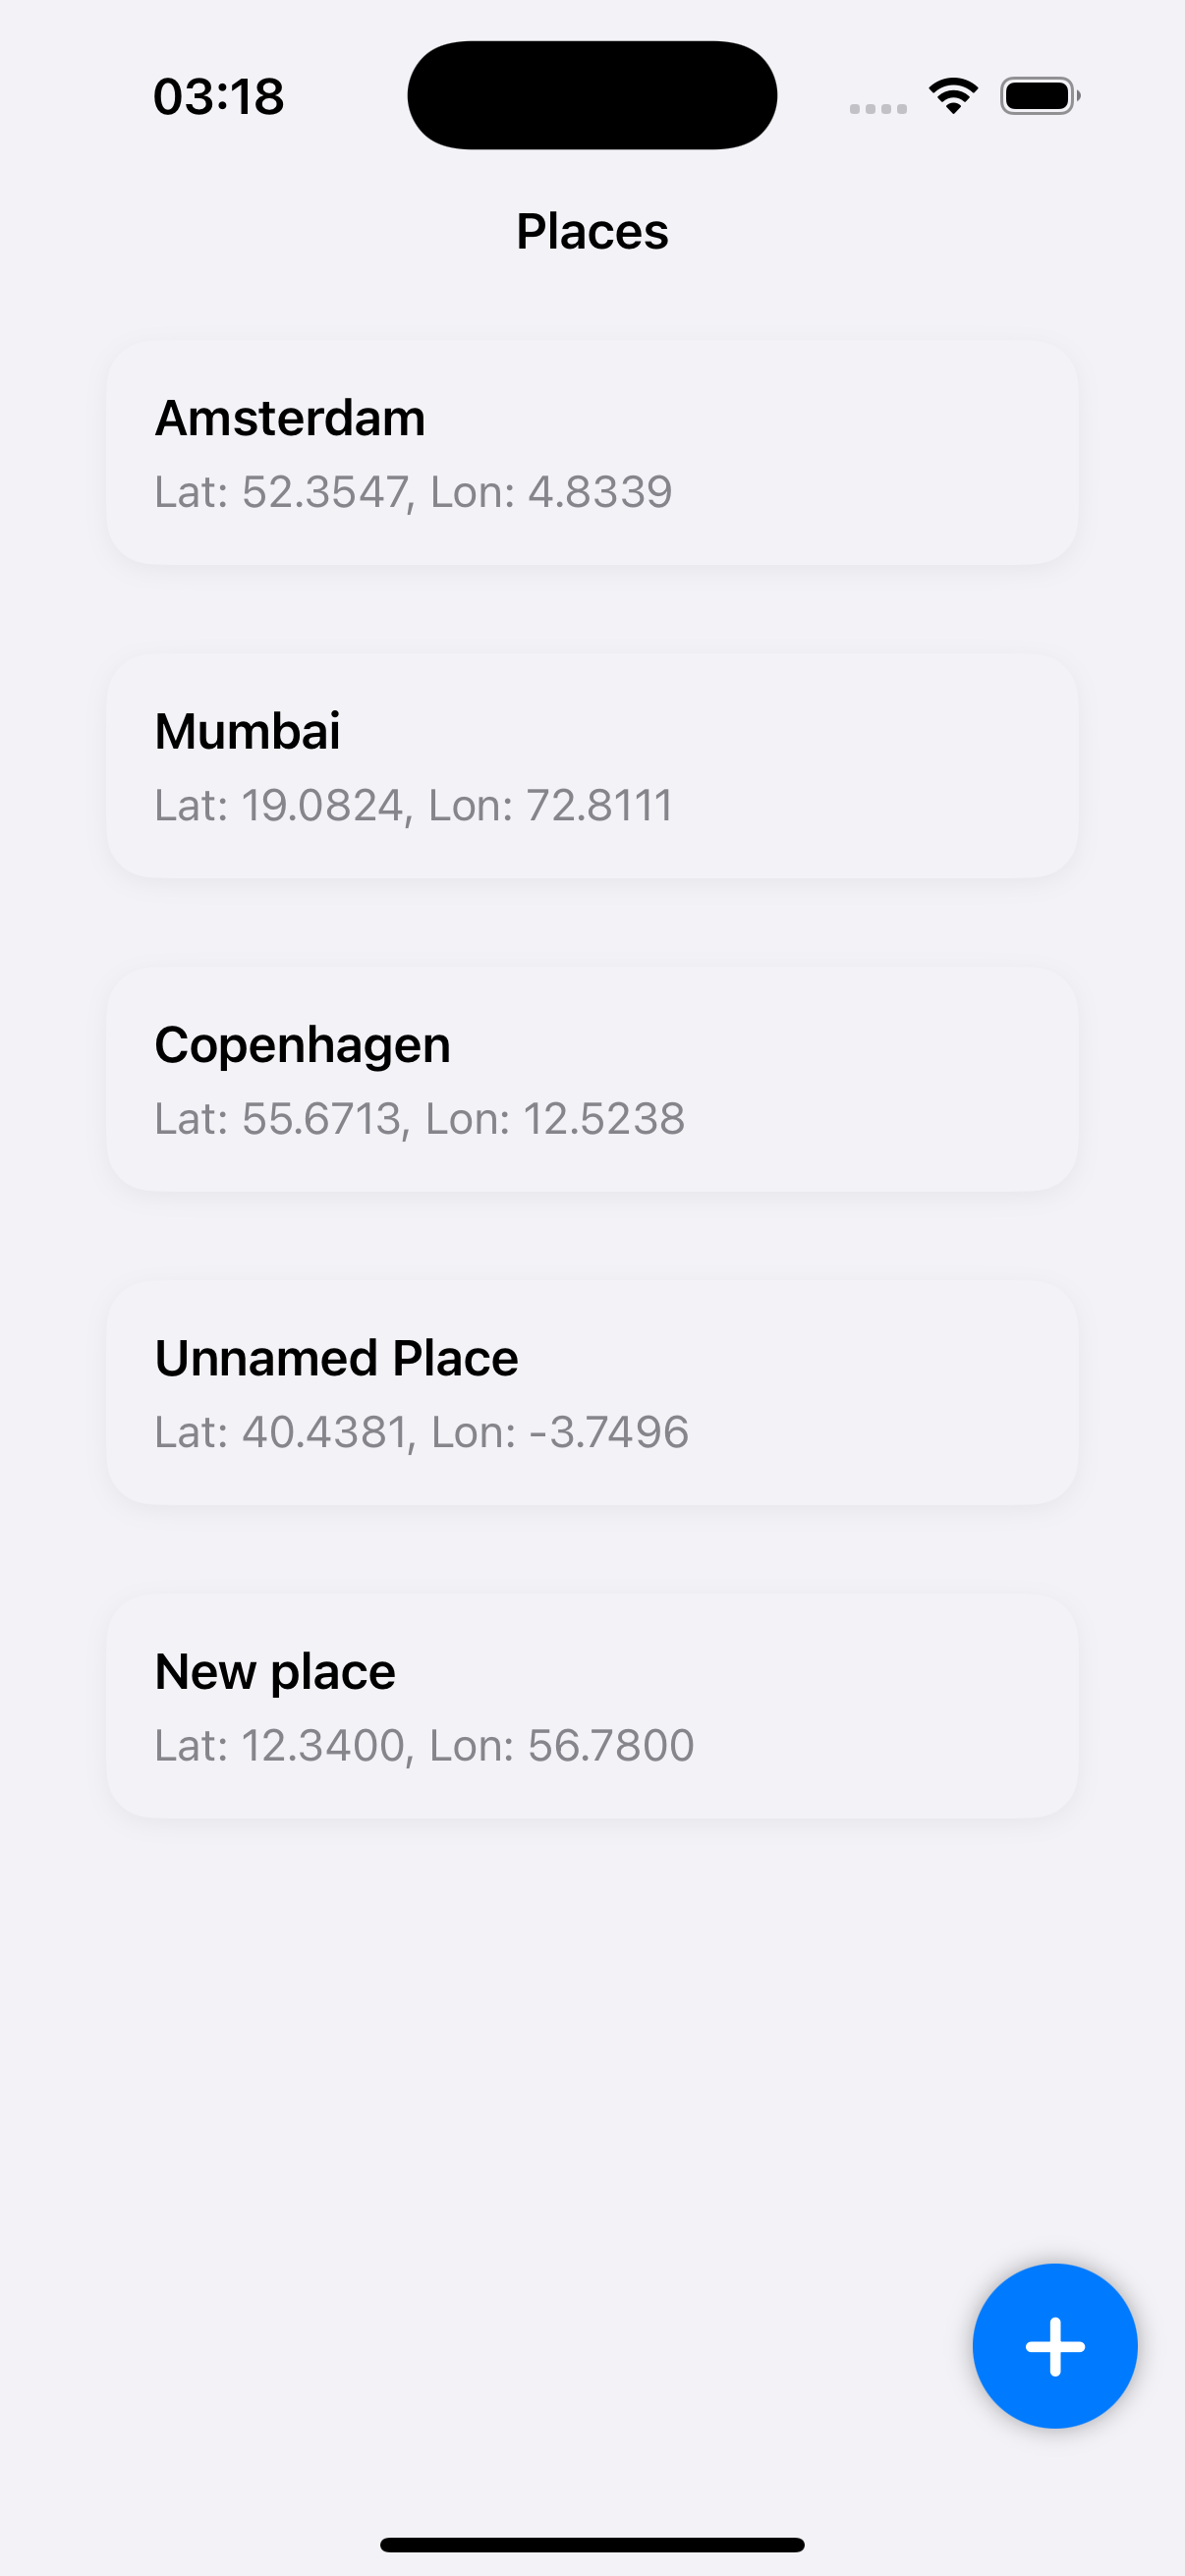 03:18
Places
Amsterdam
Lat: 52.3547, Lon: 4.8339
Mumbai
Lat: 19.0824, Lon: 72.8111
Copenhagen
Lat: 55.6713, Lon: 12.5238
Unnamed Place
Lat: 40.4381, Lon: -3.7496
New place
Lat: 12.3400, Lon: 56.7800